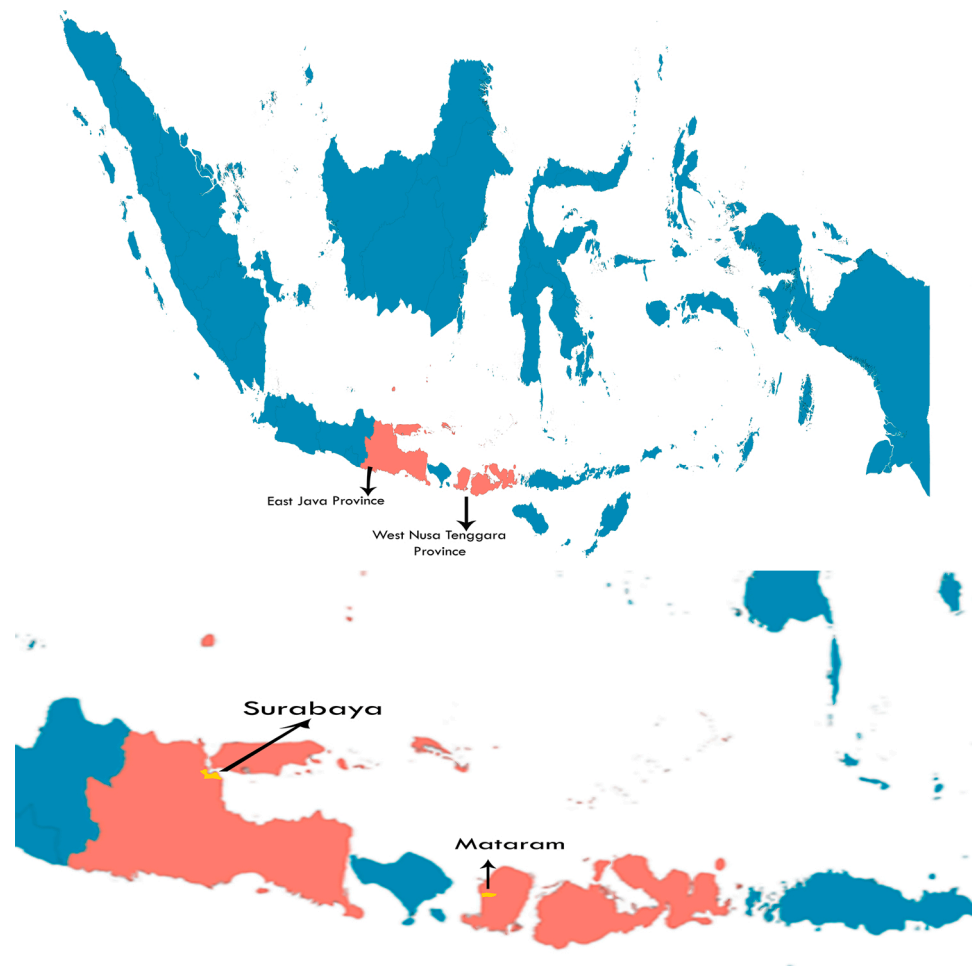 East Java Province
West Nusa Tenggara
Province
Surabaya
Mataram